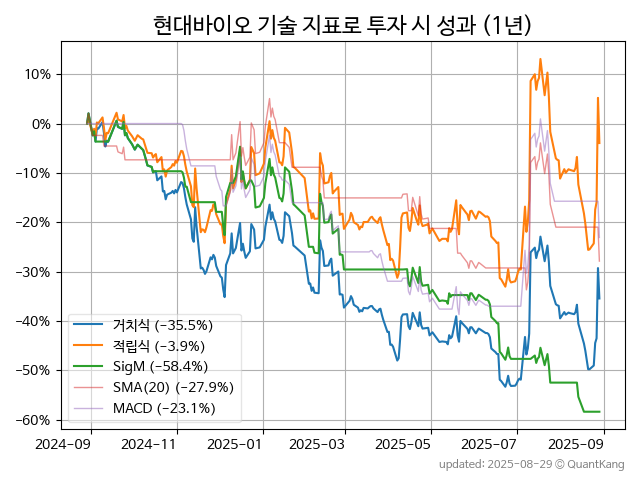 현대바이오 기술 지표로 투자 시 성과 (1년)
10%
0%
−10%
−20%
−30%
−40%
−50%
−60%
거치식 (−35.5%)
적립식 (−3.9%)
SigM (−58.4%)
SMA(20) (−27.9%)
MACD (−23.1%)
2024-09 2024-11 2025-01 2025-03 2025-05 2025-07 2025-09
updated: 2025-08-29 © QuantKang